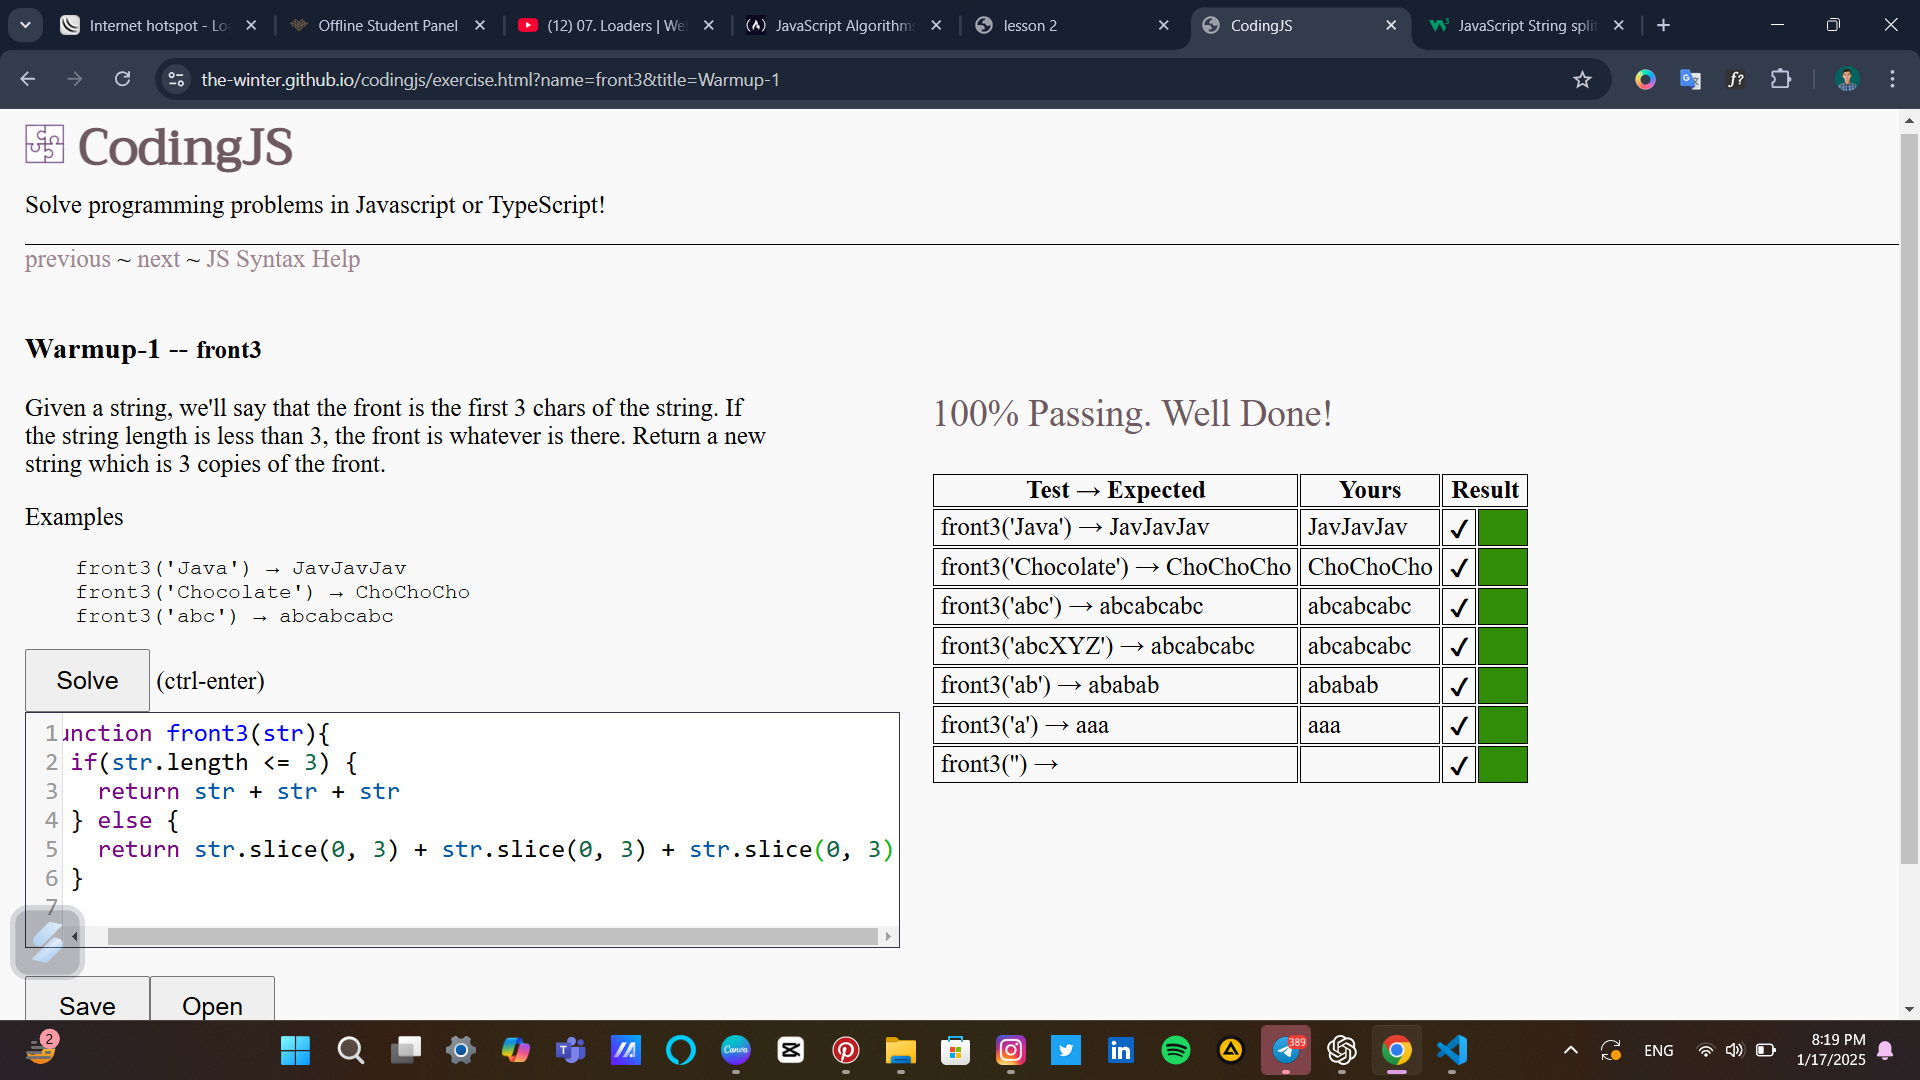 Internet hotspot - Lo
Offline Student Panel
(12) 07. Loaders | We
JavaScript Algorithm
lesson 2
CodingJS
JavaScript String spli
the-winter.github.io/codingjs/exercise.html?name=front3&title=Warmup-1
CodingJS
Solve programming problems in Javascript or TypeScript!
previous ~ next ~ JS Syntax Help
Warmup-1 -- front3
Given a string, we'll say that the front is the first 3 chars of the string. If
the string length is less than 3, the front is whatever is there. Return a new
string which is 3 copies of the front.
Examples
front3('Java') → JavJavJav
front3('Chocolate') → ChoChoCho
front3('abc') → abcabcabc
Solve (ctrl-enter)
1 unction front3(str){
2 if(str.length <= 3) {
3 return str + str + str
4 } else {
5 return str.slice(0, 3) + str.slice(0, 3) + str.slice(0, 3)
6 }
7
Save Open
100% Passing. Well Done!
Test → Expected Yours Result
front3('Java') → JavJavJav JavJavJav ✓
front3('Chocolate') → ChoChoCho ChoChoCho ✓
front3('abc') → abcabcabc abcabcabc ✓
front3('abcXYZ') → abcabcabc abcabcabc ✓
front3('ab') → ababab ababab ✓
front3('a') → aaa aaa ✓
front3('') → ✓
2
Canva
389
ENG
8:19 PM
1/17/2025